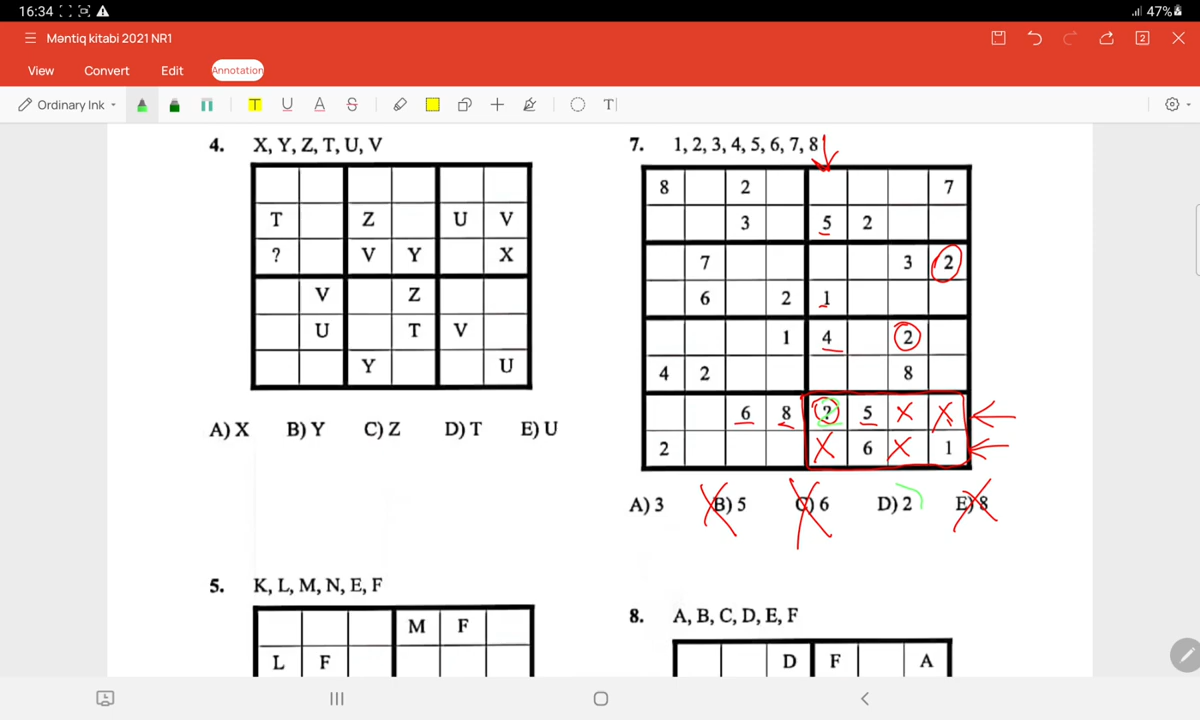 16:34 47%
Məntiq kitabi 2021 NR1 2
View Convert Edit Annotation
Ordinary Ink T U A S T
4. X, Y, Z, T, U, V
T Z U V
? V Y X
V Z
U T V
Y U
A) X B) Y C) Z D) T E) U
5. K, L, M, N, E, F
M F
L F
7. 1, 2, 3, 4, 5, 6, 7, 8
8 2 7
3 5 2
7 3 2
6 2 1
1 4 2
4 2 8
6 8 ? 5 X X
2 X 6 X 1
A) 3 B) 5 C) 6 D) 2 E) 8
8. A, B, C, D, E, F
D F A